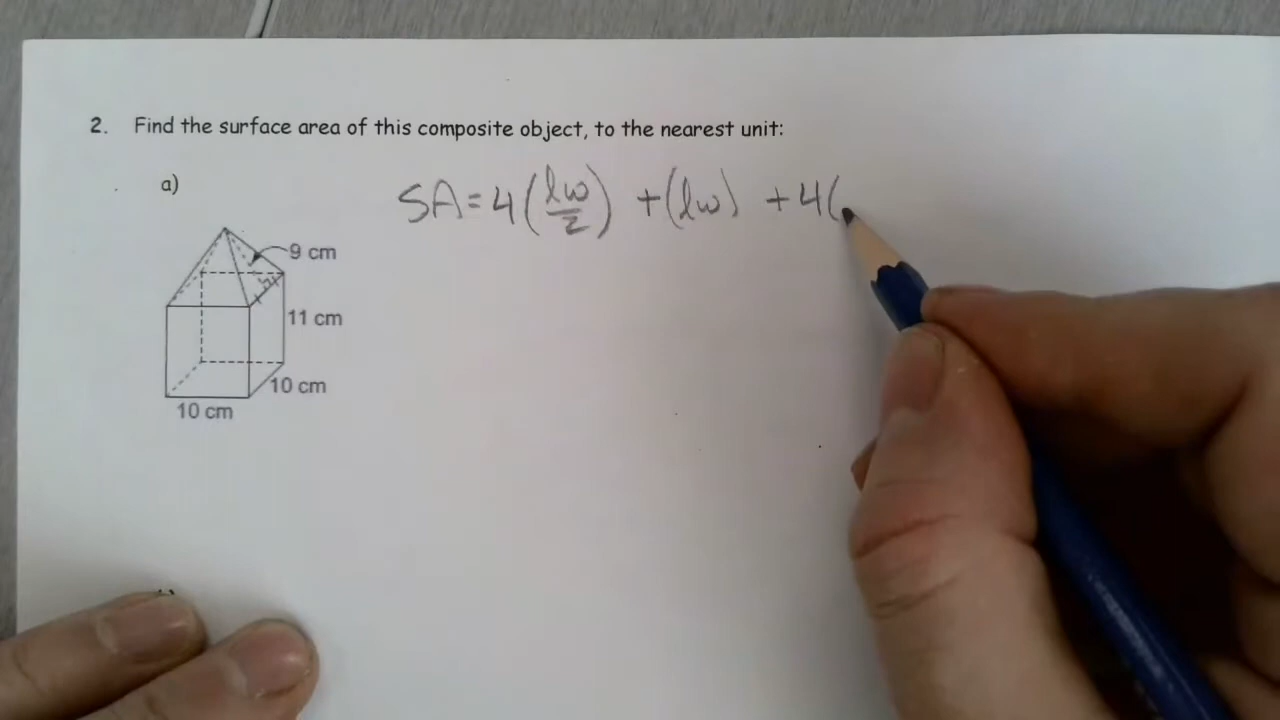 2. Find the surface area of this composite object, to the nearest unit:
a)
SA = 4(lw/2) + (lw) + 4(
9 cm
11 cm
10 cm
10 cm